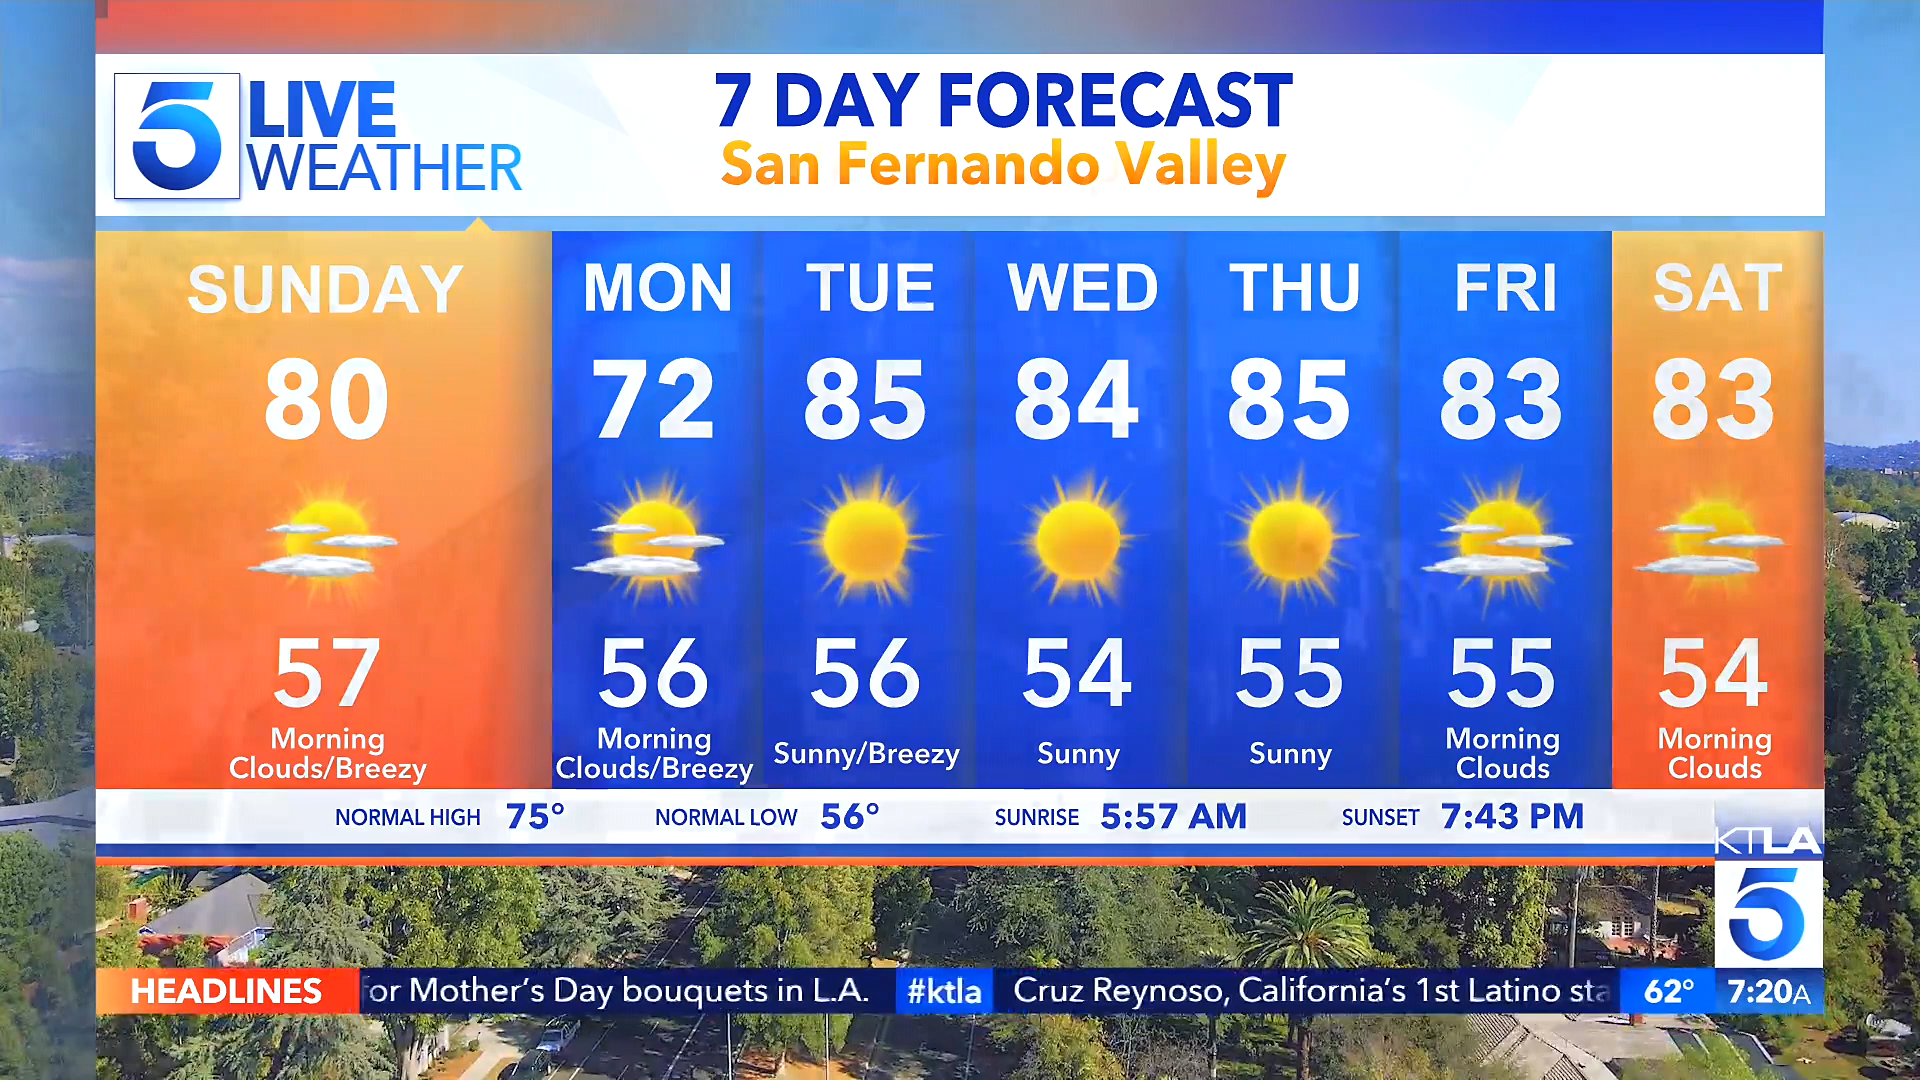 5 LIVE
WEATHER
7 DAY FORECAST
San Fernando Valley
SUNDAY
80
57
Morning
Clouds/Breezy
MON
72
56
Morning
Clouds/Breezy
TUE
85
56
Sunny/Breezy
WED
84
54
Sunny
THU
85
55
Sunny
FRI
83
55
Morning
Clouds
SAT
83
54
Morning
Clouds
NORMAL HIGH 75° NORMAL LOW 56° SUNRISE 5:57 AM SUNSET 7:43 PM
KTLA
5
HEADLINES for Mother's Day bouquets in L.A. #ktla Cruz Reynoso, California's 1st Latino sta 62° 7:20A